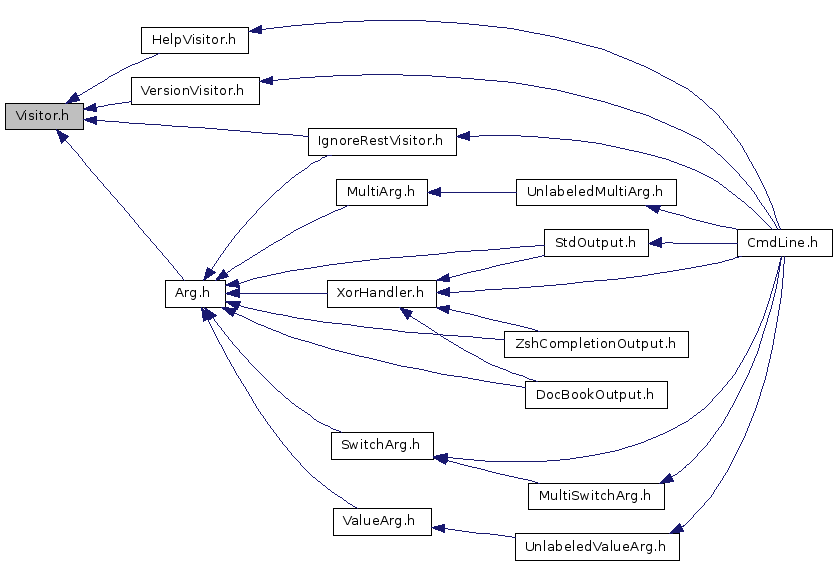 HelpVisitor.h
VersionVisitor.h
Visitor.h
IgnoreRestVisitor.h
MultiArg.h
UnlabeledMultiArg.h
StdOutput.h
CmdLine.h
Arg.h
XorHandler.h
ZshCompletionOutput.h
DocBookOutput.h
SwitchArg.h
MultiSwitchArg.h
ValueArg.h
UnlabeledValueArg.h